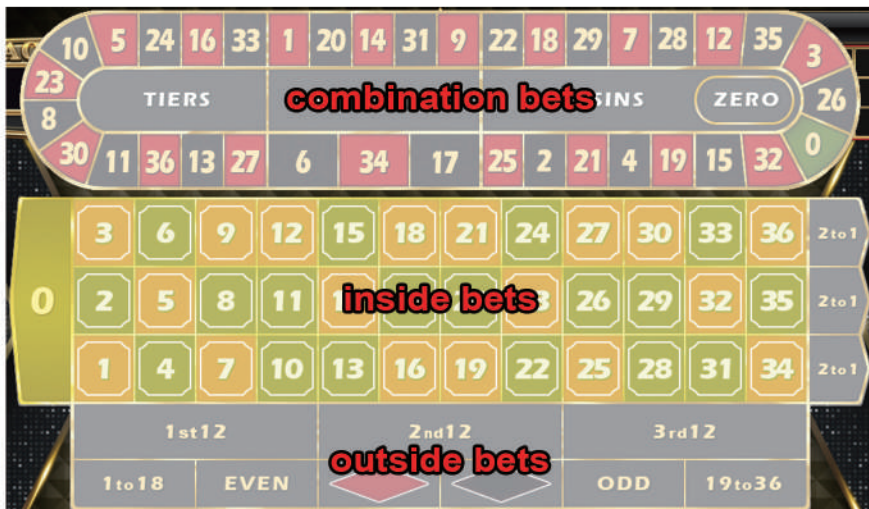 10 5 24 16 33 1 20 14 31 9 22 18 29 7 28 12 35 3
23 TIERS combination bets SINS ZERO 26
8 0
30 11 36 13 27 6 34 17 25 2 21 4 19 15 32
3 6 9 12 15 18 21 24 27 30 33 36 2to1
0 2 5 8 11 inside bets 26 29 32 35 2to1
1 4 7 10 13 16 19 22 25 28 31 34 2to1
1st12 2nd12 3rd12
outside bets
1to18 EVEN ODD 19to36